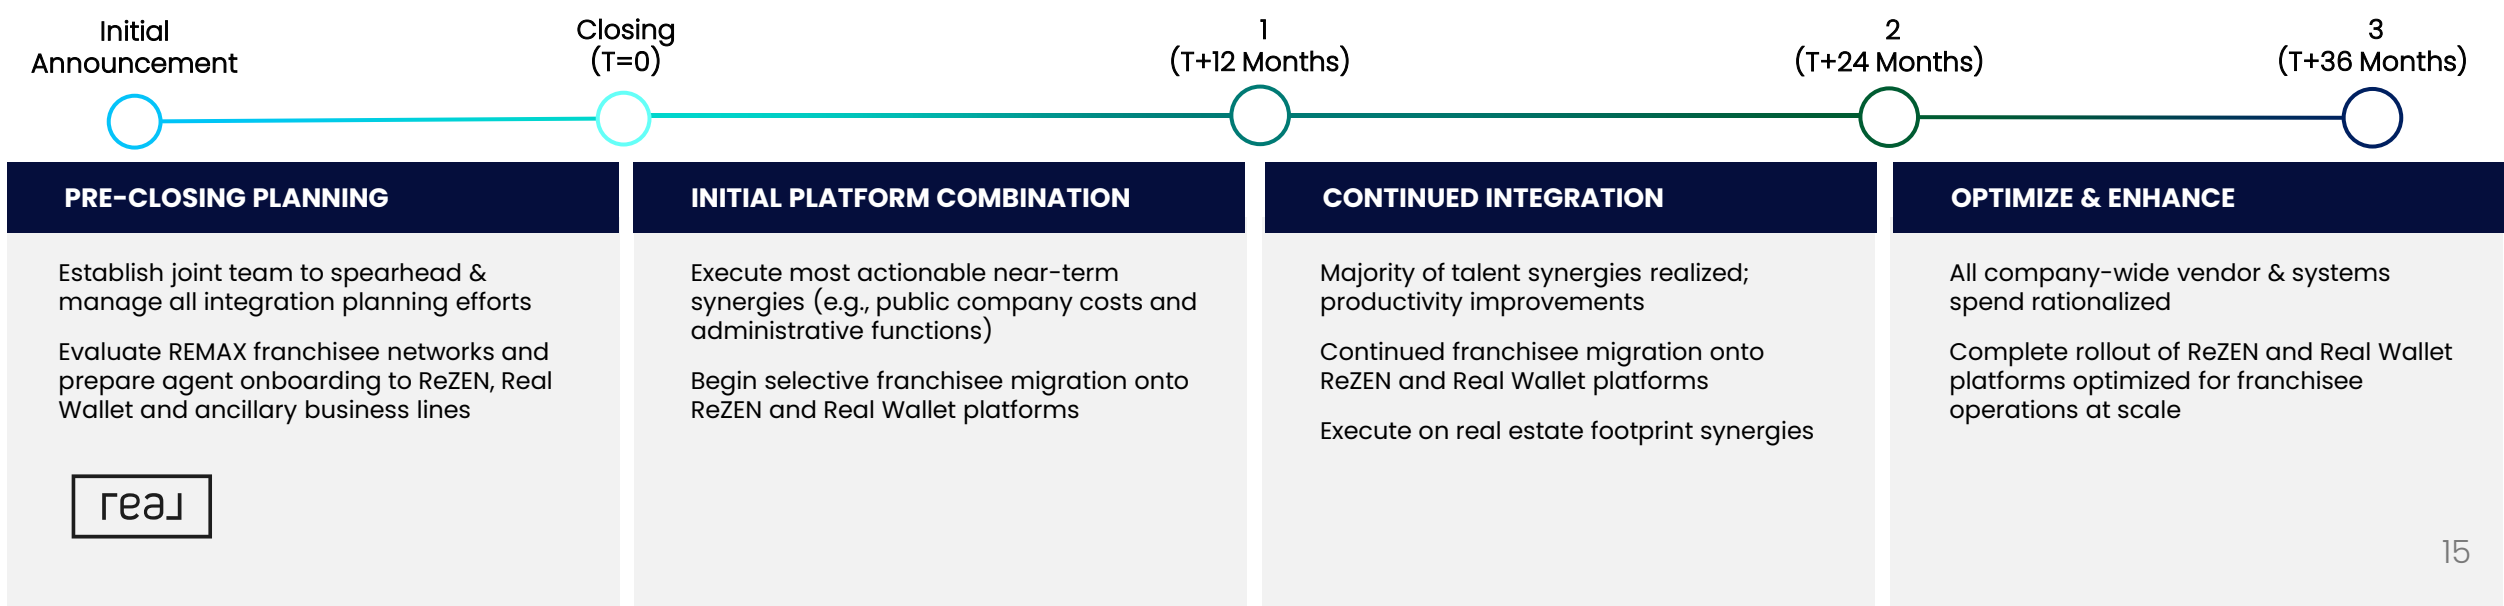 Initial
Announcement
Closing
(T=0)
1
(T+12 Months)
2
(T+24 Months)
3
(T+36 Months)
PRE-CLOSING PLANNING
Establish joint team to spearhead &
manage all integration planning efforts
Evaluate REMAX franchisee networks and
prepare agent onboarding to ReZEN, Real
Wallet and ancillary business lines
real
INITIAL PLATFORM COMBINATION
Execute most actionable near-term
synergies (e.g., public company costs and
administrative functions)
Begin selective franchisee migration onto
ReZEN and Real Wallet platforms
CONTINUED INTEGRATION
Majority of talent synergies realized;
productivity improvements
Continued franchisee migration onto
ReZEN and Real Wallet platforms
Execute on real estate footprint synergies
OPTIMIZE & ENHANCE
All company-wide vendor & systems
spend rationalized
Complete rollout of ReZEN and Real Wallet
platforms optimized for franchisee
operations at scale
15